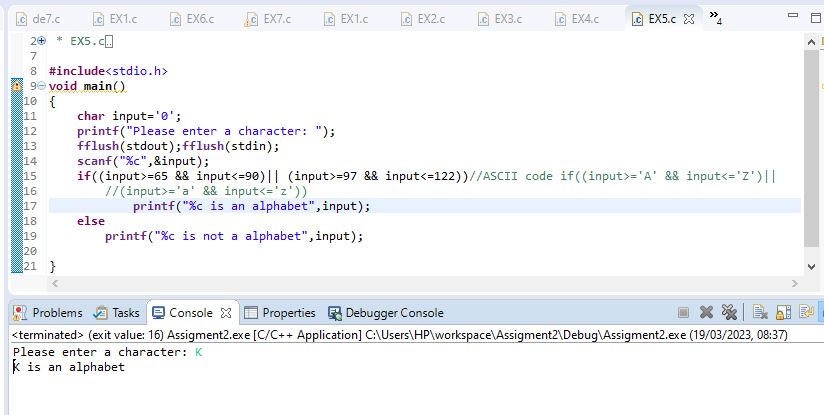 de7.c EX1.c EX6.c EX7.c EX1.c EX2.c EX3.c EX4.c EX5.c »4
2 * EX5.c
7
8 #include<stdio.h>
9 void main()
10 {
11 char input='0';
12 printf("Please enter a character: ");
13 fflush(stdout);fflush(stdin);
14 scanf("%c",&input);
15 if((input>=65 && input<=90)|| (input>=97 && input<=122))//ASCII code if((input>='A' && input<='Z')||
16 //(input>='a' && input<='z'))
17 printf("%c is an alphabet",input);
18 else
19 printf("%c is not a alphabet",input);
20
21 }
Problems Tasks Console Properties Debugger Console
<terminated> (exit value: 16) Assigment2.exe [C/C++ Application] C:\Users\HP\workspace\Assigment2\Debug\Assigment2.exe (19/03/2023, 08:37)
Please enter a character: K
K is an alphabet